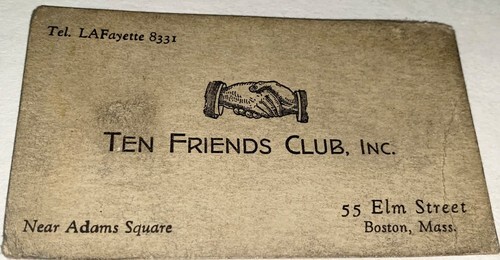 Tel. LAFayette 8331
TEN FRIENDS CLUB, INC.
Near Adams Square
55 Elm Street
Boston, Mass.